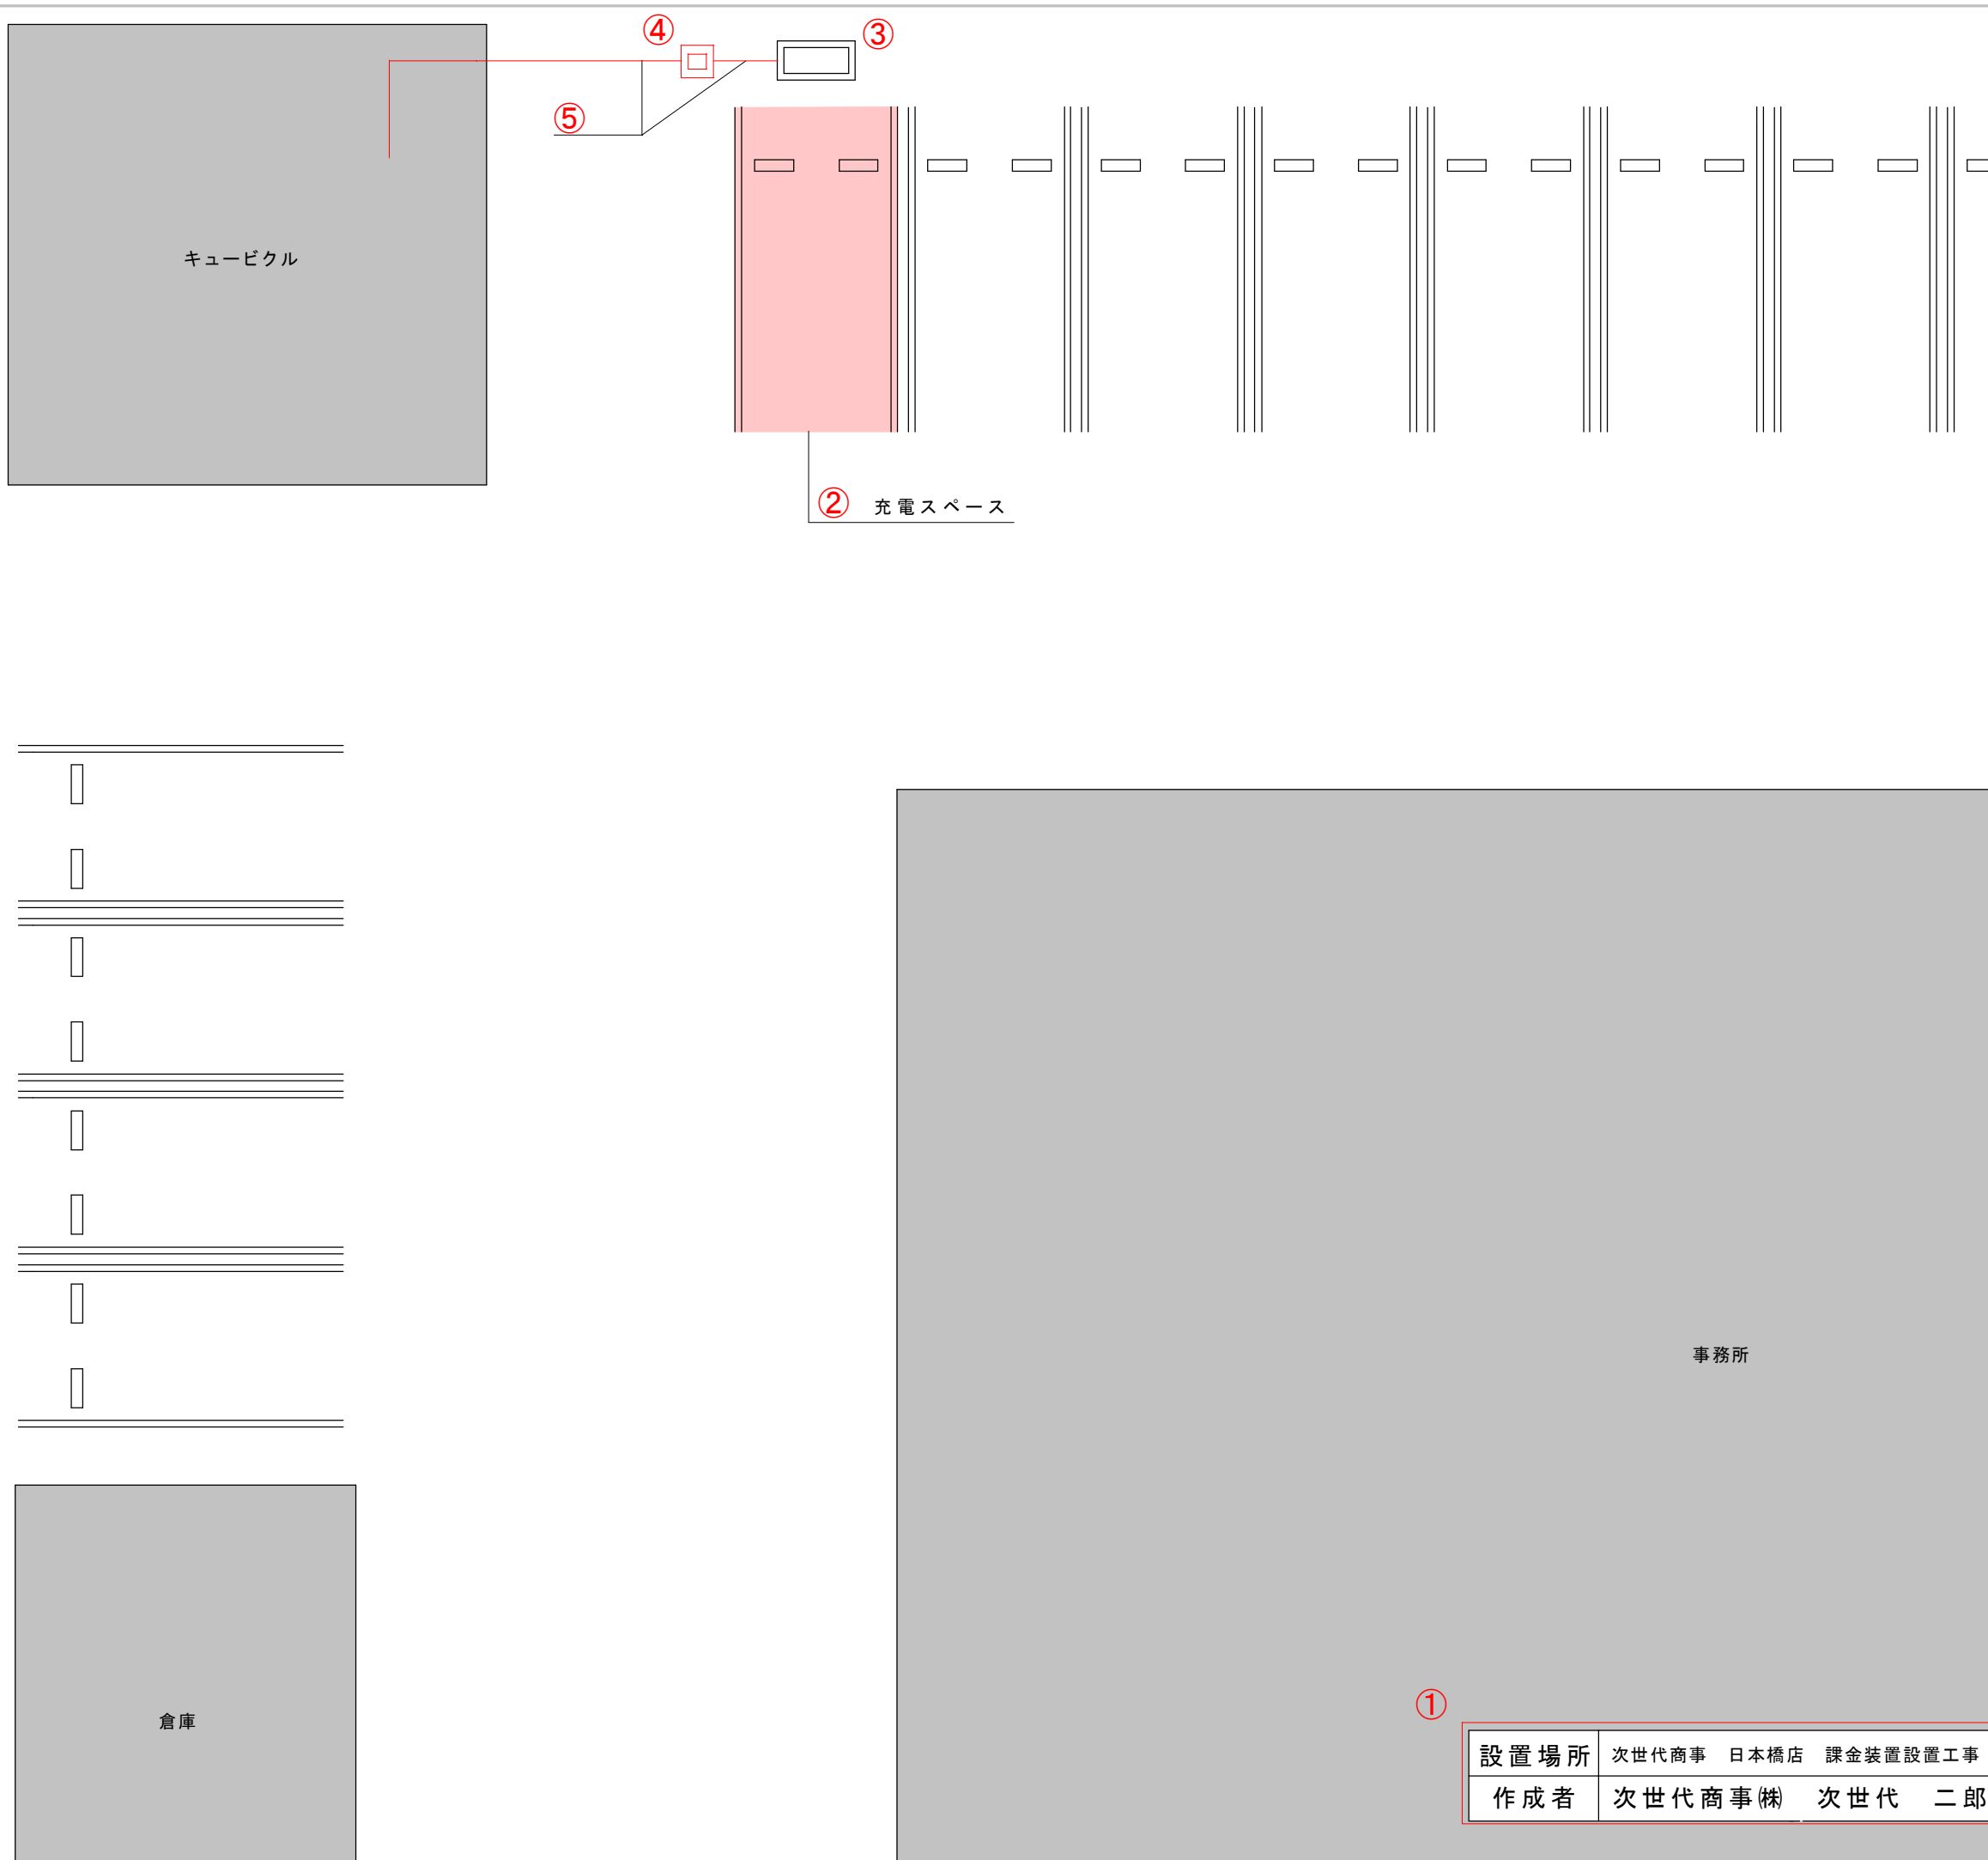 ④
③
⑤
キュービクル
② 充電スペース
事務所
①
倉庫
設置場所 次世代商事 日本橋店 課金装置設置工事
作成者 次世代商事㈱ 次世代 二郎